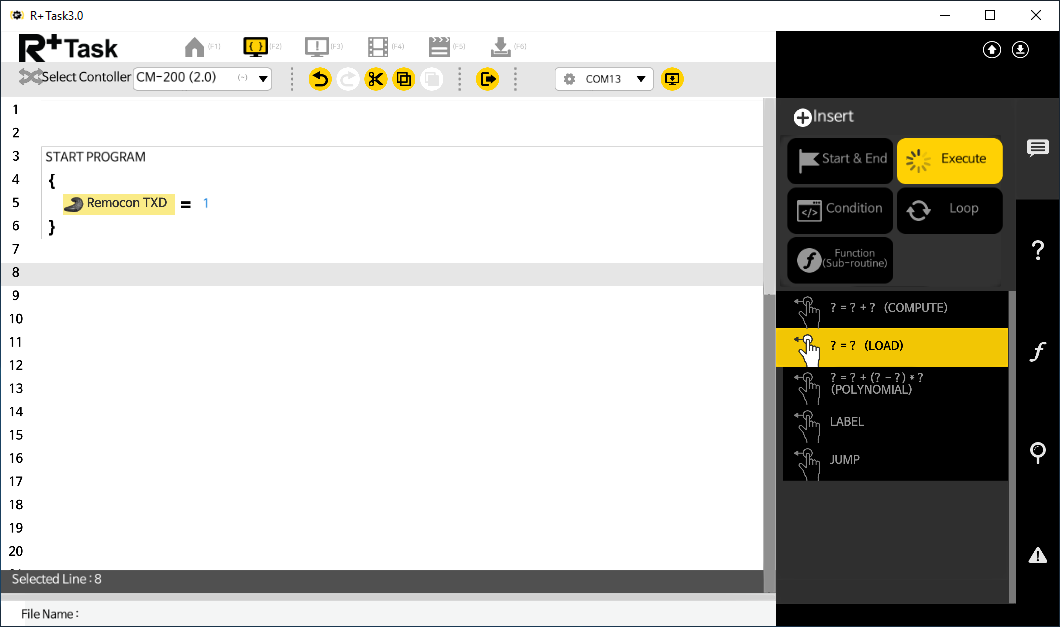 R+ Task3.0
R+Task
(F1) (F2) (F3) (F4) (F5) (F6)
Select Contoller CM-200 (2.0) (-) COM13
Insert
Start & End Execute
Condition Loop
Function
(Sub-routine)
? = ? + ? (COMPUTE)
? = ? (LOAD)
? = ? + (? - ?) * ?
(POLYNOMIAL)
LABEL
JUMP
1
2
3 START PROGRAM
4 {
5 Remocon TXD = 1
6 }
7
8
9
10
11
12
13
14
15
16
17
18
19
20
Selected Line : 8
File Name :